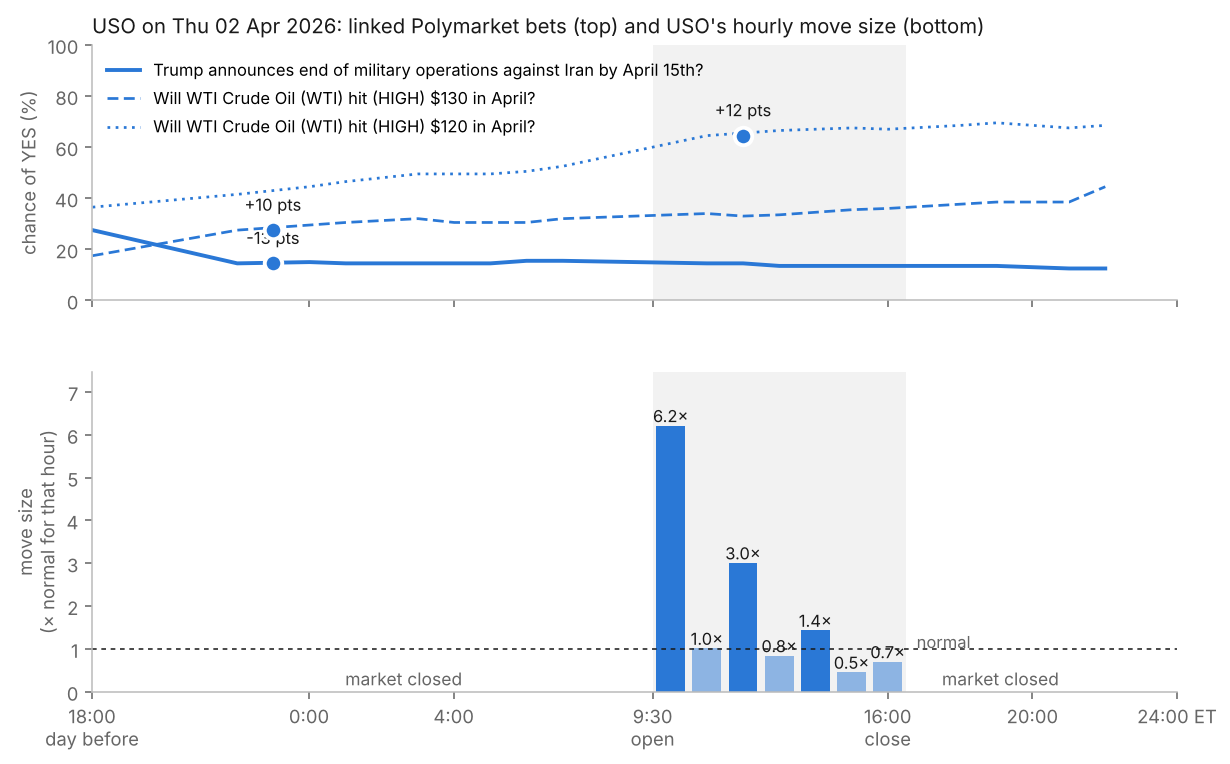 USO on Thu 02 Apr 2026: linked Polymarket bets (top) and USO's hourly move size (bottom)
100
80
60
40
20
0
chance of YES (%)
Trump announces end of military operations against Iran by April 15th?
Will WTI Crude Oil (WTI) hit (HIGH) $130 in April?
Will WTI Crude Oil (WTI) hit (HIGH) $120 in April?
+12 pts
+10 pts
-13 pts
7
6
5
4
3
2
1
0
move size
(× normal for that hour)
6.2×
1.0×
3.0×
0.8×
1.4×
0.5×
0.7×
normal
market closed
market closed
18:00
day before
0:00
4:00
9:30
open
16:00
close
20:00
24:00 ET